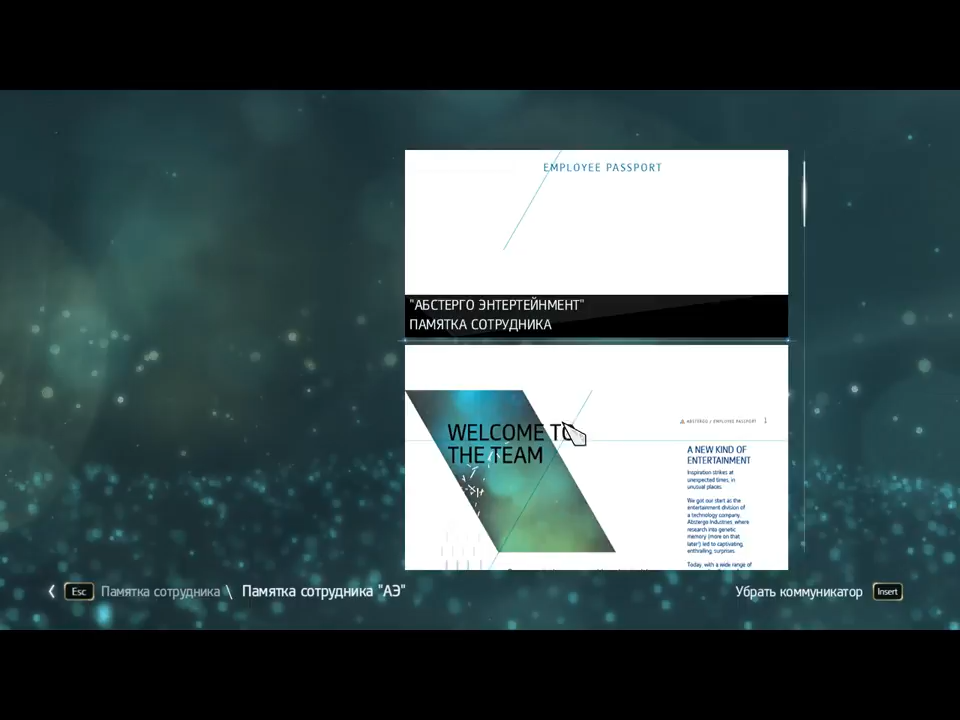 EMPLOYEE PASSPORT
"АБСТЕРГО ЭНТЕРТЕЙНМЕНТ"
ПАМЯТКА СОТРУДНИКА
WELCOME TO
THE TEAM
ABSTERGO / EMPLOYEE PASSPORT 1
A NEW KIND OF
ENTERTAINMENT
Inspiration strikes at
unexpected times, in
unusual places.
We got our start as the
entertainment division of
a technology company.
Abstergo Industries, where
research into genetic
memory (more on that
later!) led to captivating,
enthralling, surprises.
Today, with a wide range of
Esc Памятка сотрудника \ Памятка сотрудника "АЭ"
Убрать коммуникатор Insert